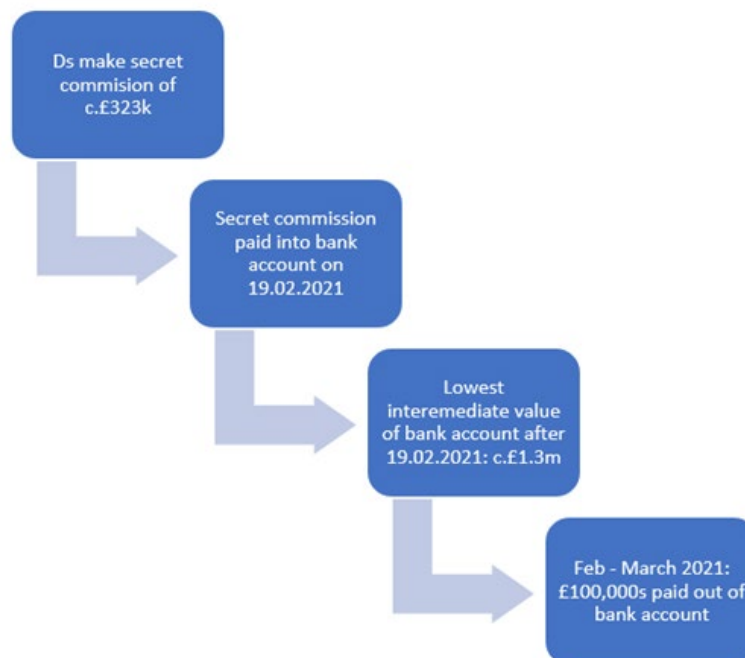 Ds make secret
commision of
c.£323k
Secret commission
paid into bank
account on
19.02.2021
Lowest
interemediate value
of bank account after
19.02.2021: c.£1.3m
Feb - March 2021:
£100,000s paid out of
bank account